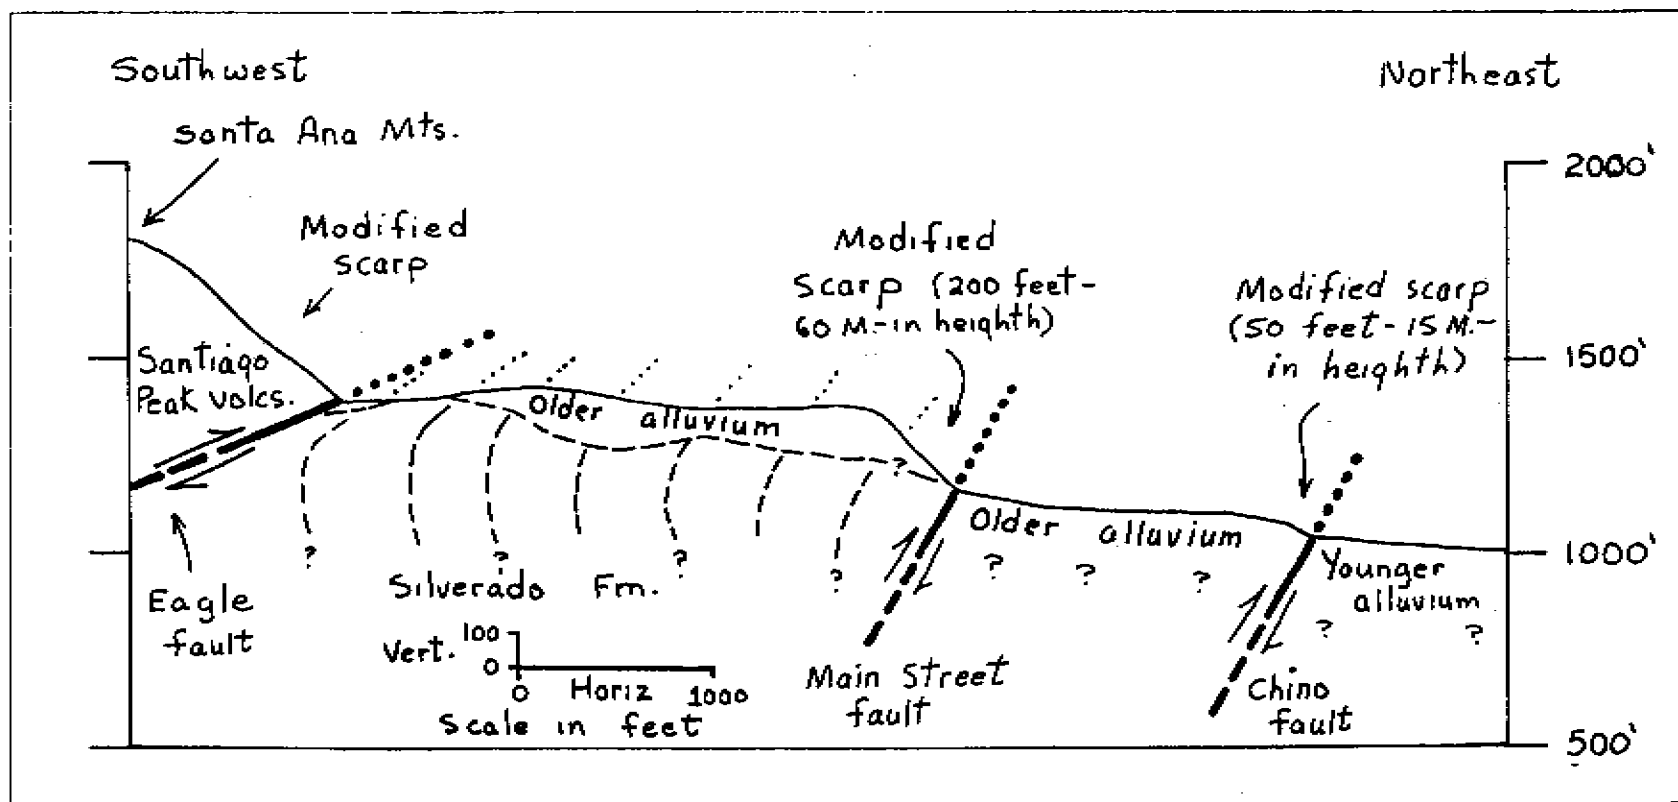 Southwest
Northeast
Santa Ana Mts.
2000'
Modified
scarp
Modified
Scarp (200 feet-
60 M.-in heighth)
Modified scarp
(50 feet-15M.-
in heighth)
1500'
Santiago
Peak volcs.
Older alluvium
?
Older alluvium
1000'
? ? ? ? ? ? ?
Younger
alluvium
? ?
Silverado Fm.
Eagle
fault
Vert. 100
0
0 Horiz 1000
Scale in feet
Main Street
fault
Chino
fault
500'